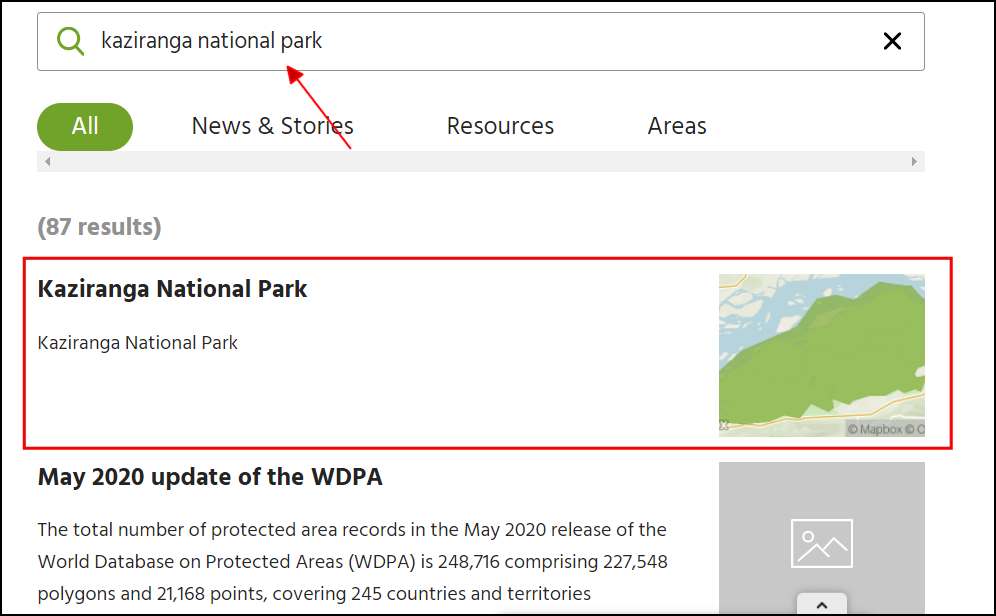 kaziranga national park
All News & Stories Resources Areas
(87 results)
Kaziranga National Park
Kaziranga National Park
© Mapbox ©
May 2020 update of the WDPA
The total number of protected area records in the May 2020 release of the
World Database on Protected Areas (WDPA) is 248,716 comprising 227,548
polygons and 21,168 points, covering 245 countries and territories